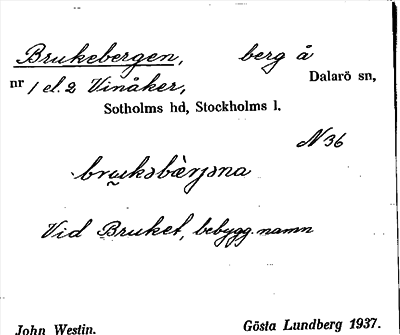 Brukebergen, berg å
nr 1 el. 2 Vinåker, Dalarö sn,
Sotholms hd, Stockholms l.
N 36
brukəbærjəna
Vid Bruket, bebygg. namn
John Westin. Gösta Lundberg 1937.